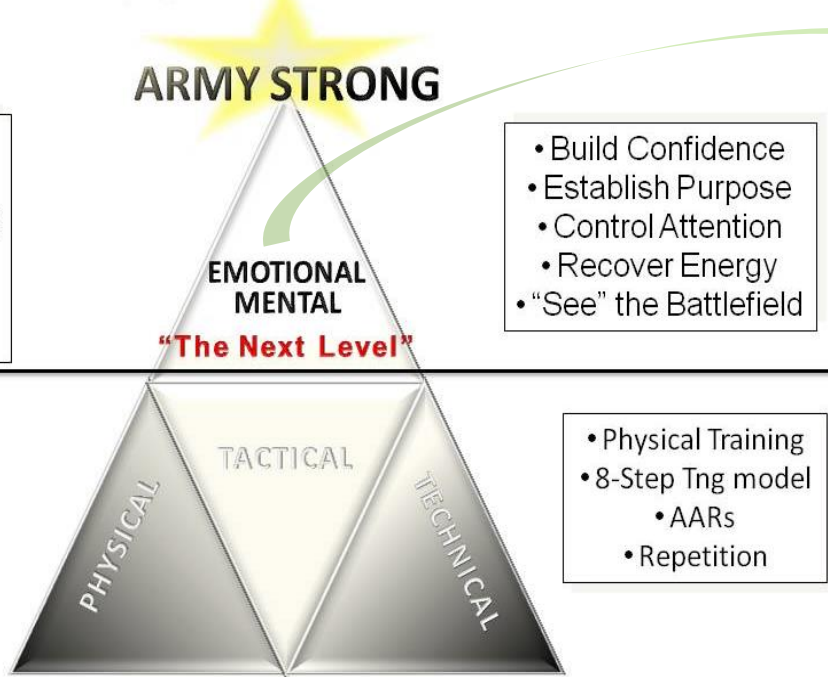 ARMY STRONG
• Build Confidence
• Establish Purpose
• Control Attention
• Recover Energy
• “See” the Battlefield
EMOTIONAL
MENTAL
“The Next Level”
TACTICAL
PHYSICAL
TECHNICAL
• Physical Training
• 8-Step Tng model
• AARs
• Repetition